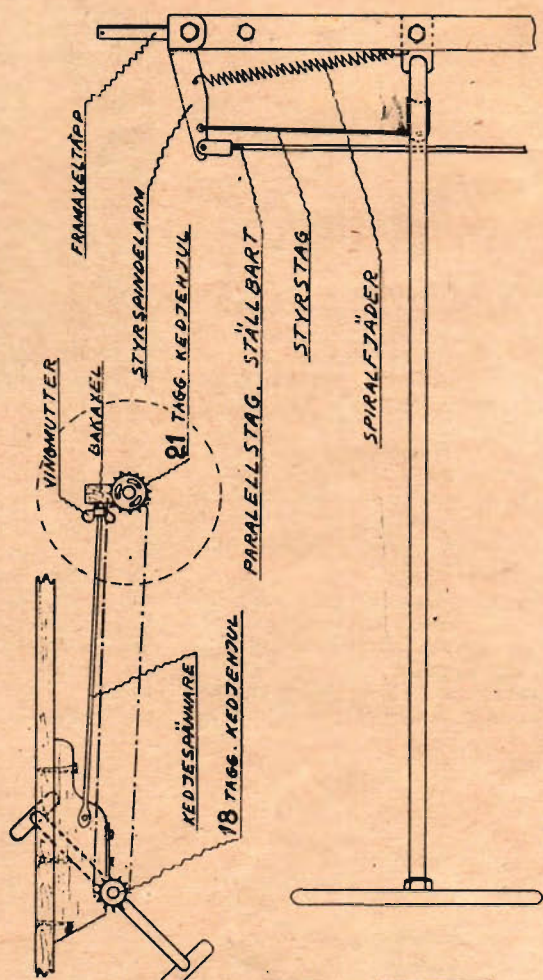 FRAMAXELTAPP
STYRSPINDELARM
21 TAGG. KEDJEHJUL
PARALELLSTAG, STÄLLBART
STYRSTAG
SPIRALFJÄDER
VINGMUTTER
BAKAXEL
KEDJESPÄNNARE
18 TAGG. KEDJEHJUL